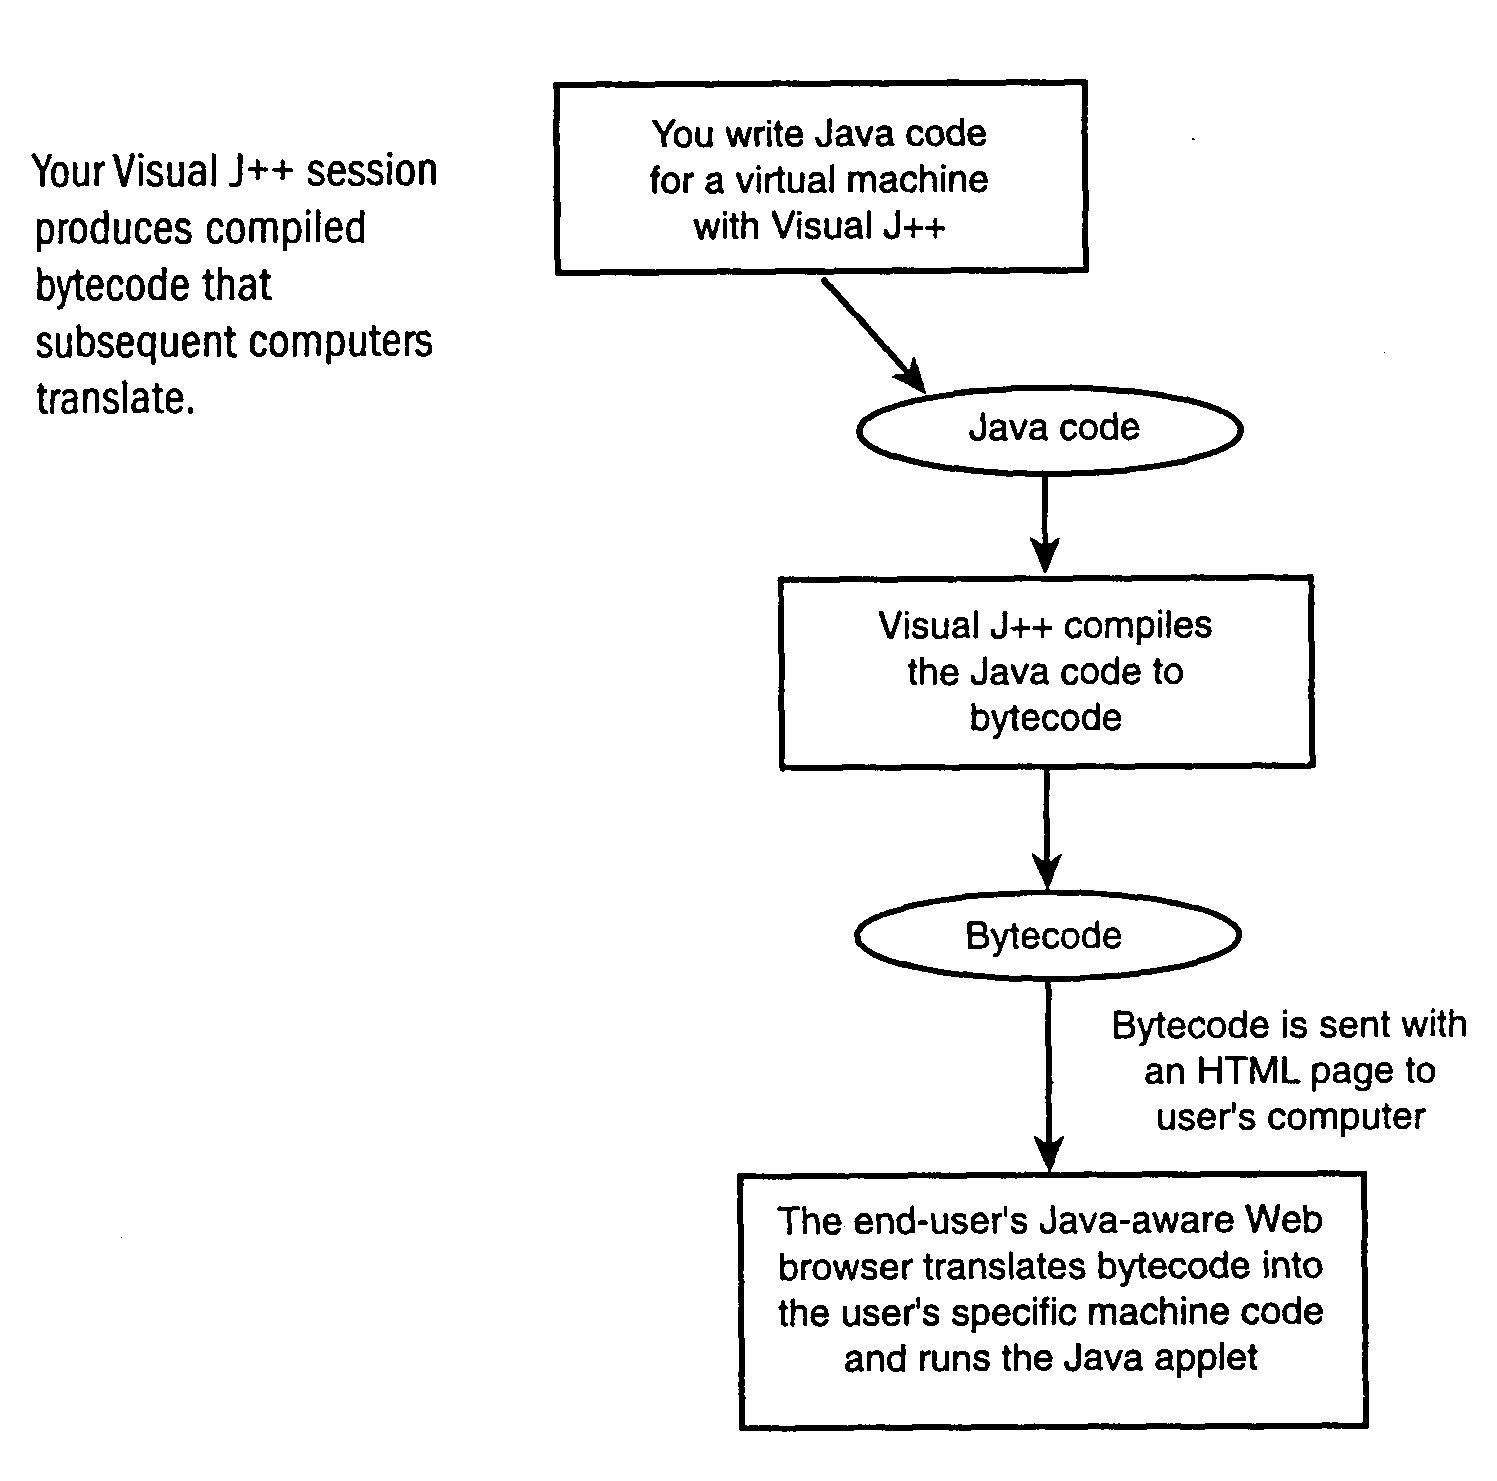 Your Visual J++ session
produces compiled
bytecode that
subsequent computers
translate.
You write Java code
for a virtual machine
with Visual J++
Java code
Visual J++ compiles
the Java code to
bytecode
Bytecode
Bytecode is sent with
an HTML page to
user's computer
The end-user's Java-aware Web
browser translates bytecode into
the user's specific machine code
and runs the Java applet